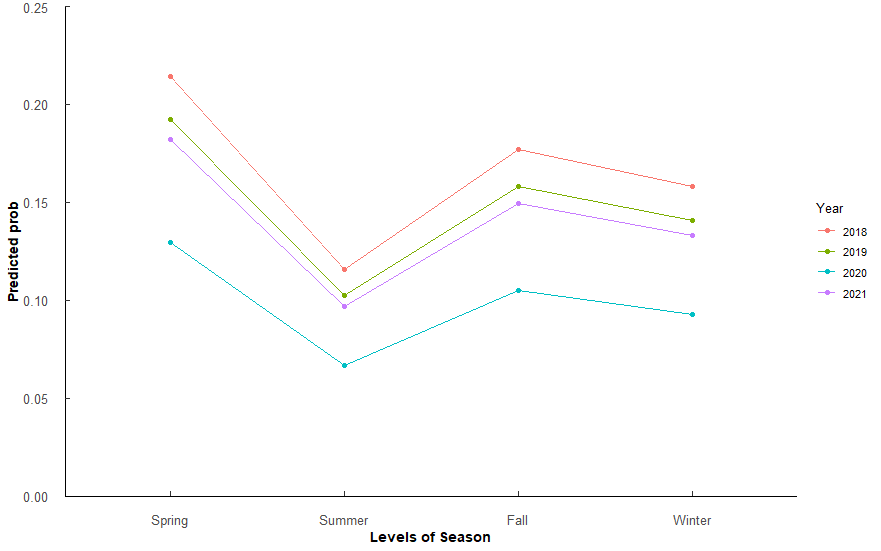 0.25
0.20
0.15
0.10
0.05
0.00
Predicted prob
Spring
Summer
Fall
Winter
Levels of Season
Year
2018
2019
2020
2021